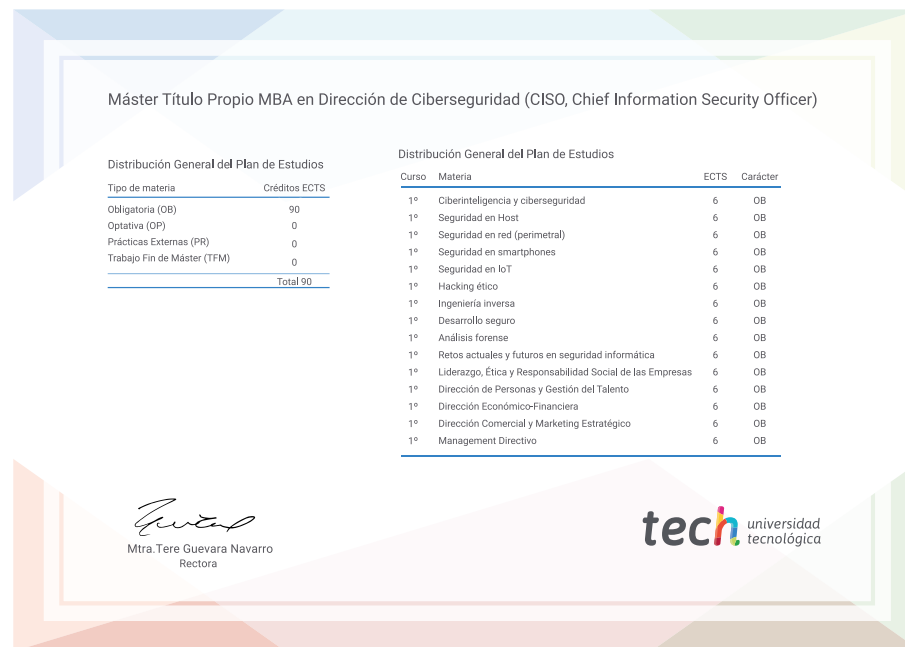 Máster Título Propio MBA en Dirección de Ciberseguridad (CISO, Chief Information Security Officer)
Distribución General del Plan de Estudios
Tipo de materia Créditos ECTS
Obligatoria (OB) 90
Optativa (OP) 0
Prácticas Externas (PR) 0
Trabajo Fin de Máster (TFM) 0
Total 90
Distribución General del Plan de Estudios
Curso Materia ECTS Carácter
1º Ciberinteligencia y ciberseguridad 6 OB
1º Seguridad en Host 6 OB
1º Seguridad en red (perimetral) 6 OB
1º Seguridad en smartphones 6 OB
1º Seguridad en IoT 6 OB
1º Hacking ético 6 OB
1º Ingeniería inversa 6 OB
1º Desarrollo seguro 6 OB
1º Análisis forense 6 OB
1º Retos actuales y futuros en seguridad informática 6 OB
1º Liderazgo, Ética y Responsabilidad Social de las Empresas 6 OB
1º Dirección de Personas y Gestión del Talento 6 OB
1º Dirección Económico-Financiera 6 OB
1º Dirección Comercial y Marketing Estratégico 6 OB
1º Management Directivo 6 OB
Mtra.Tere Guevara Navarro
Rectora
tech universidad
tecnológica